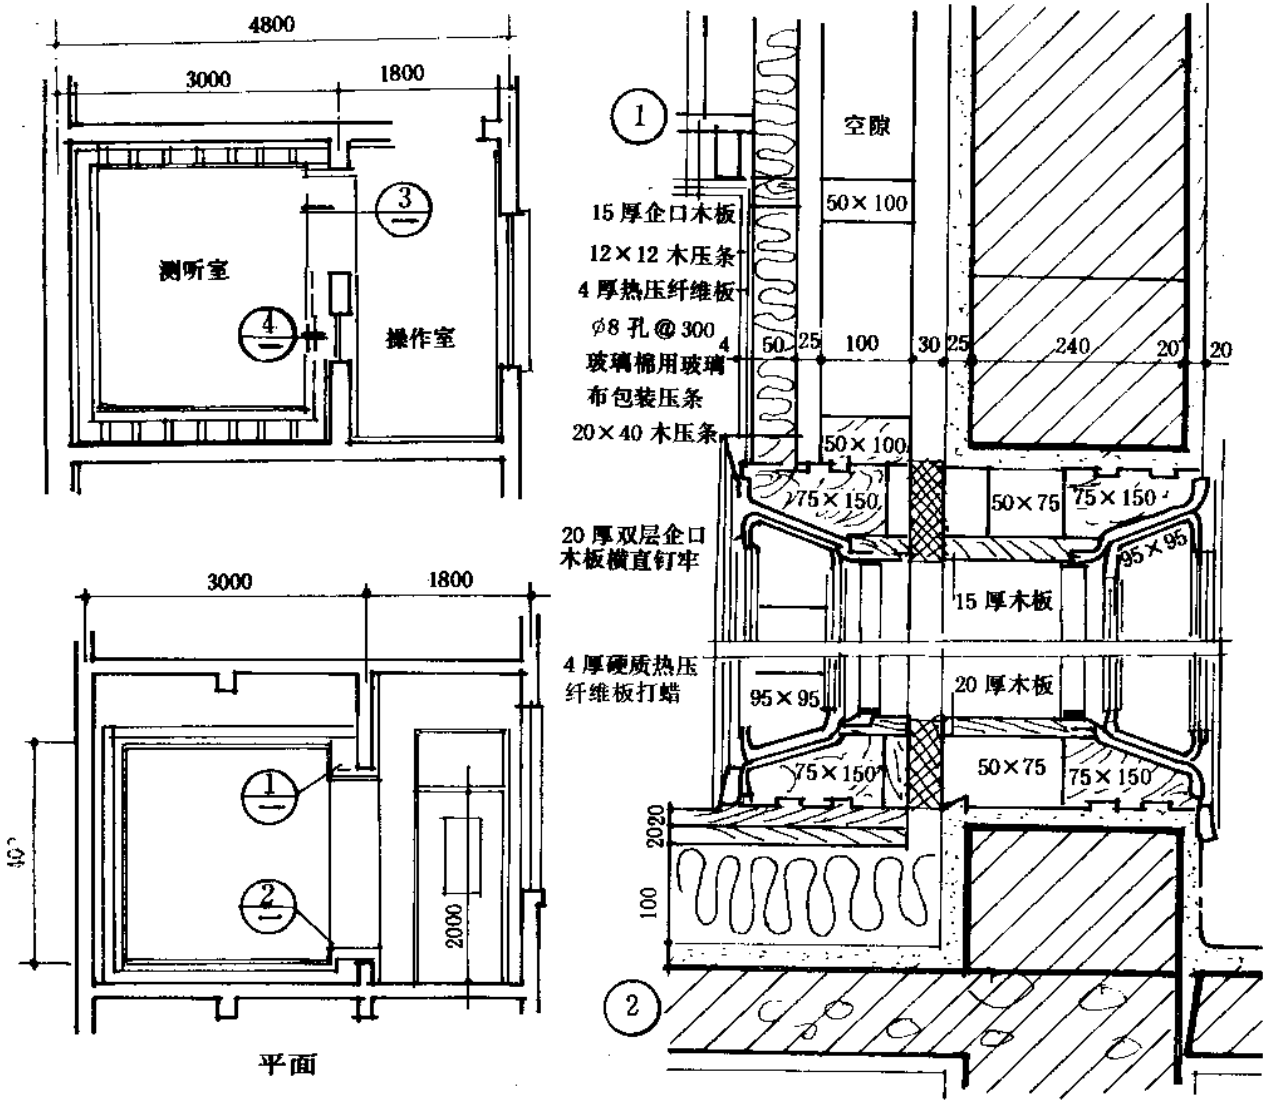 4800
3000
1800
3
测听室
4
操作室
3000
1800
1
2
2000
平面
1
空隙
50×100
15 厚企口木板
12×12 木压条
4 厚热压纤维板
φ8 孔@300
4
50
25
100
30
25
240
20
20
玻璃棉用玻璃
布包装压条
20×40 木压条
50×100
75×150
50×75
75×150
20 厚双层企口
木板横直钉牢
95×95
15 厚木板
4 厚硬质热压
纤维板打蜡
95×95
20 厚木板
75×150
50×75
75×150
2020
100
2